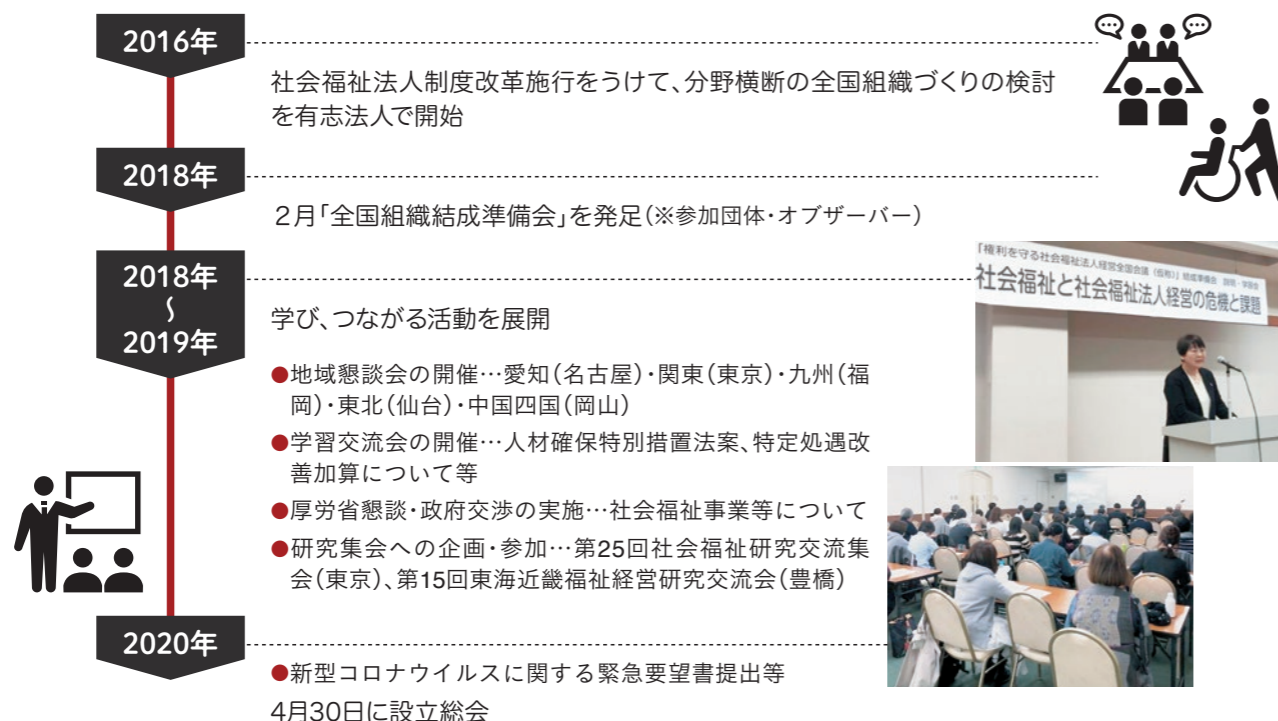 2016年
社会福祉法人制度改革施行をうけて、分野横断の全国組織づくりの検討
を有志法人で開始
2018年
2月「全国組織結成準備会」を発足(※参加団体・オブザーバー)
2018年
〜
2019年
学び、つながる活動を展開
●地域懇談会の開催…愛知(名古屋)・関東(東京)・九州(福
岡)・東北(仙台)・中国四国(岡山)
●学習交流会の開催…人材確保特別措置法案、特定処遇改
善加算について等
●厚労省懇談・政府交渉の実施…社会福祉事業等について
●研究集会への企画・参加…第25回社会福祉研究交流集
会(東京)、第15回東海近畿福祉経営研究交流会(豊橋)
「権利を守る社会福祉法人経営全国会議(仮称)」結成準備会 説明・学習会
社会福祉と社会福祉法人経営の危機と課題
2020年
●新型コロナウイルスに関する緊急要望書提出等
4月30日に設立総会